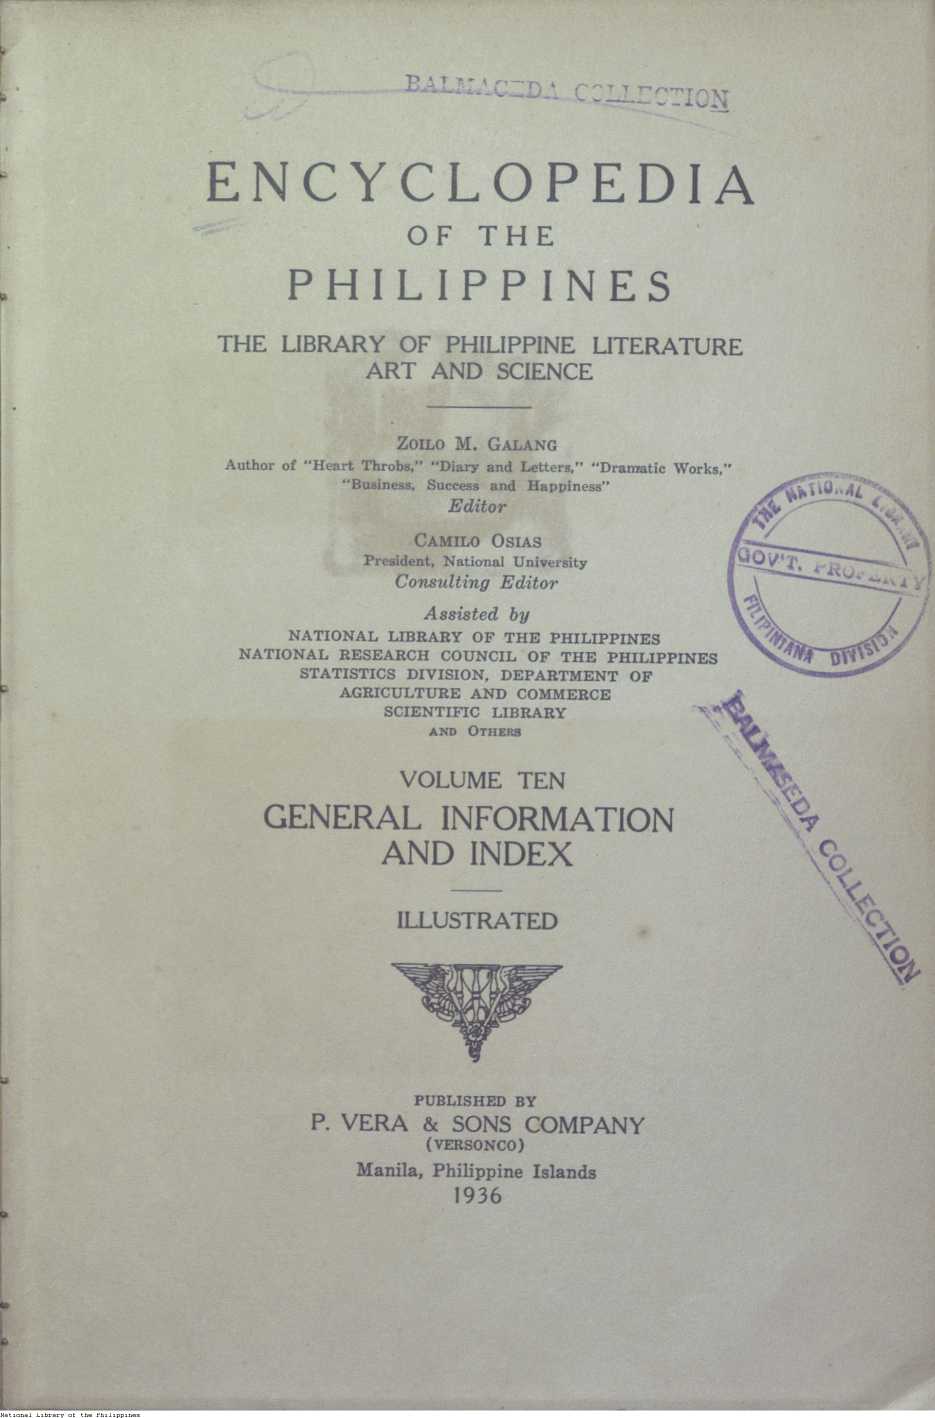 BALMACEDA COLLECTION
ENCYCLOPEDIA
OF THE
PHILIPPINES
THE LIBRARY OF PHILIPPINE LITERATURE
ART AND SCIENCE
ZOILO M. GALANG
Author of "Heart Throbs," "Diary and Letters," "Dramatic Works,"
"Business, Success and Happiness"
Editor
CAMILO OSIAS
President, National University
Consulting Editor
Assisted by
NATIONAL LIBRARY OF THE PHILIPPINES
NATIONAL RESEARCH COUNCIL OF THE PHILIPPINES
STATISTICS DIVISION, DEPARTMENT OF
AGRICULTURE AND COMMERCE
SCIENTIFIC LIBRARY
AND OTHERS
THE NATIONAL LIBRARY
GOV'T. PROPERTY
FILIPINIANA DIVISION
BALMASEDA COLLECTION
VOLUME TEN
GENERAL INFORMATION
AND INDEX
ILLUSTRATED
PUBLISHED BY
P. VERA & SONS COMPANY
(VERSONCO)
Manila, Philippine Islands
1936
National Library of the Philippines